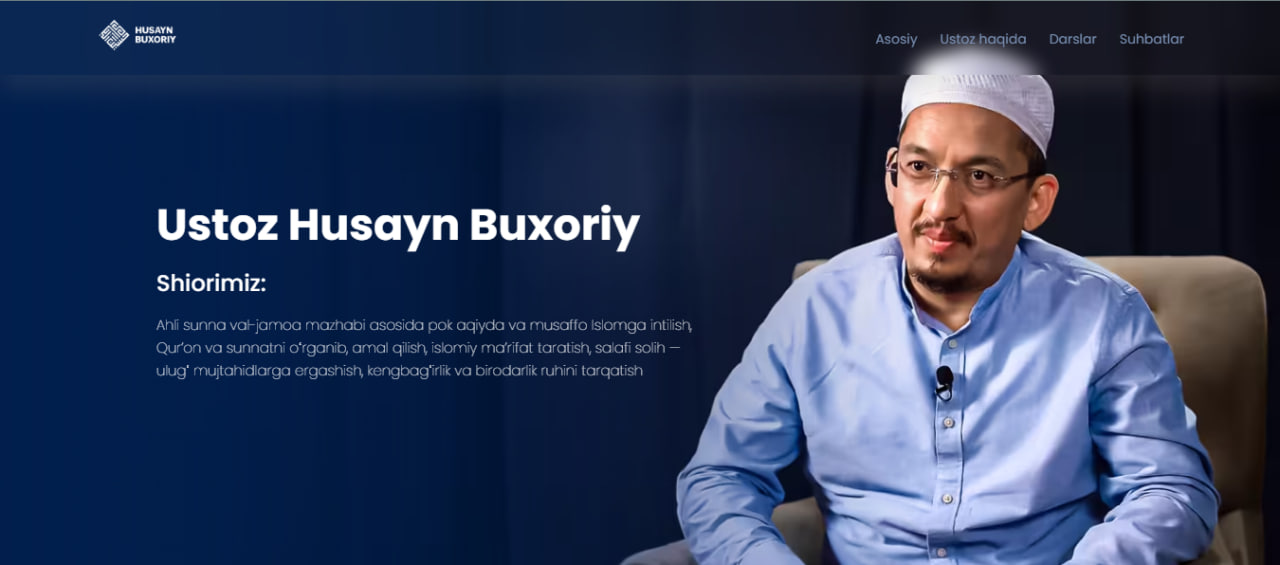 HUSAYN
BUXORIY
Asosiy Ustoz haqida Darslar Suhbatlar
Ustoz Husayn Buxoriy
Shiorimiz:
Ahli sunna val-jamoa mazhabi asosida pok aqiyda va musaffo Islomga intilish,
Qur’on va sunnatni o‘rganib, amal qilish, islomiy ma’rifat taratish, salafi solih —
ulug‘ mujtahidlarga ergashish, kengbag‘irlik va birodarlik ruhini tarqatish